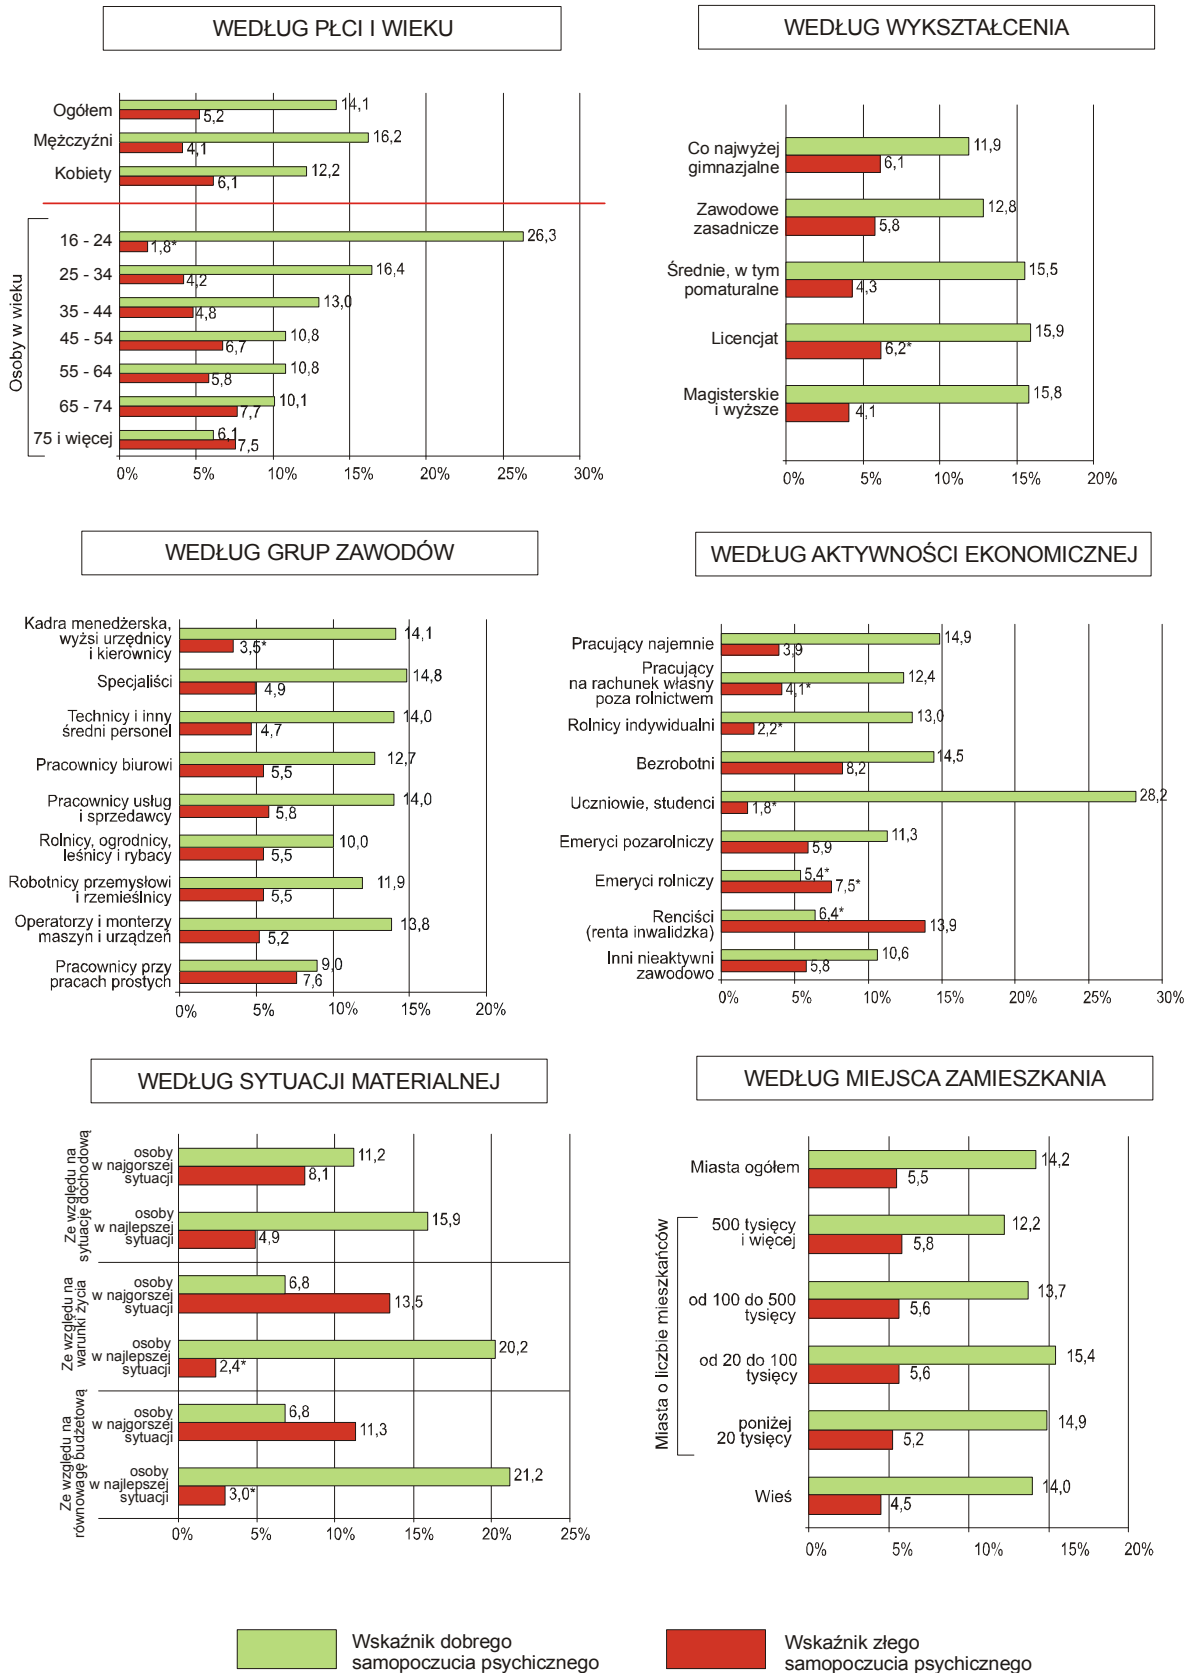 WEDŁUG PŁCI I WIEKU
Ogółem
14,1
5,2
Mężczyźni
16,2
4,1
Kobiety
12,2
6,1
Osoby w wieku
16 - 24
26,3
1,8*
25 - 34
16,4
4,2
35 - 44
13,0
4,8
45 - 54
10,8
6,7
55 - 64
10,8
5,8
65 - 74
10,1
7,7
75 i więcej
6,1
7,5
0% 5% 10% 15% 20% 25% 30%
WEDŁUG WYKSZTAŁCENIA
Co najwyżej
gimnazjalne
11,9
6,1
Zawodowe
zasadnicze
12,8
5,8
Średnie, w tym
pomaturalne
15,5
4,3
Licencjat
15,9
6,2*
Magisterskie
i wyższe
15,8
4,1
0% 5% 10% 15% 20%
WEDŁUG GRUP ZAWODÓW
Kadra menedżerska,
wyżsi urzędnicy
i kierownicy
14,1
3,5*
Specjaliści
14,8
4,9
Technicy i inny
średni personel
14,0
4,7
Pracownicy biurowi
12,7
5,5
Pracownicy usług
i sprzedawcy
14,0
5,8
Rolnicy, ogrodnicy,
leśnicy i rybacy
10,0
5,5
Robotnicy przemysłowi
i rzemieślnicy
11,9
5,5
Operatorzy i monterzy
maszyn i urządzeń
13,8
5,2
Pracownicy przy
pracach prostych
9,0
7,6
0% 5% 10% 15% 20%
WEDŁUG AKTYWNOŚCI EKONOMICZNEJ
Pracujący najemnie
14,9
3,9
Pracujący
na rachunek własny
poza rolnictwem
12,4
4,1*
Rolnicy indywidualni
13,0
2,2*
Bezrobotni
14,5
8,2
Uczniowie, studenci
28,2
1,8*
Emeryci pozarolniczy
11,3
5,9
Emeryci rolniczy
5,4*
7,5*
Renciści
(renta inwalidzka)
6,4*
13,9
Inni nieaktywni
zawodowo
10,6
5,8
0% 5% 10% 15% 20% 25% 30%
WEDŁUG SYTUACJI MATERIALNEJ
Ze względu na
sytuację dochodową
osoby
w najgorszej
sytuacji
11,2
8,1
osoby
w najlepszej
sytuacji
15,9
4,9
Ze względu na
warunki życia
osoby
w najgorszej
sytuacji
6,8
13,5
osoby
w najlepszej
sytuacji
20,2
2,4*
Ze względu na
równowagę budżetową
osoby
w najgorszej
sytuacji
6,8
11,3
osoby
w najlepszej
sytuacji
21,2
3,0*
0% 5% 10% 15% 20% 25%
WEDŁUG MIEJSCA ZAMIESZKANIA
Miasta ogółem
14,2
5,5
Miasta o liczbie mieszkańców
500 tysięcy
i więcej
12,2
5,8
od 100 do 500
tysięcy
13,7
5,6
od 20 do 100
tysięcy
15,4
5,6
poniżej
20 tysięcy
14,9
5,2
Wieś
14,0
4,5
0% 5% 10% 15% 20%
Wskaźnik dobrego
samopoczucia psychicznego
Wskaźnik złego
samopoczucia psychicznego